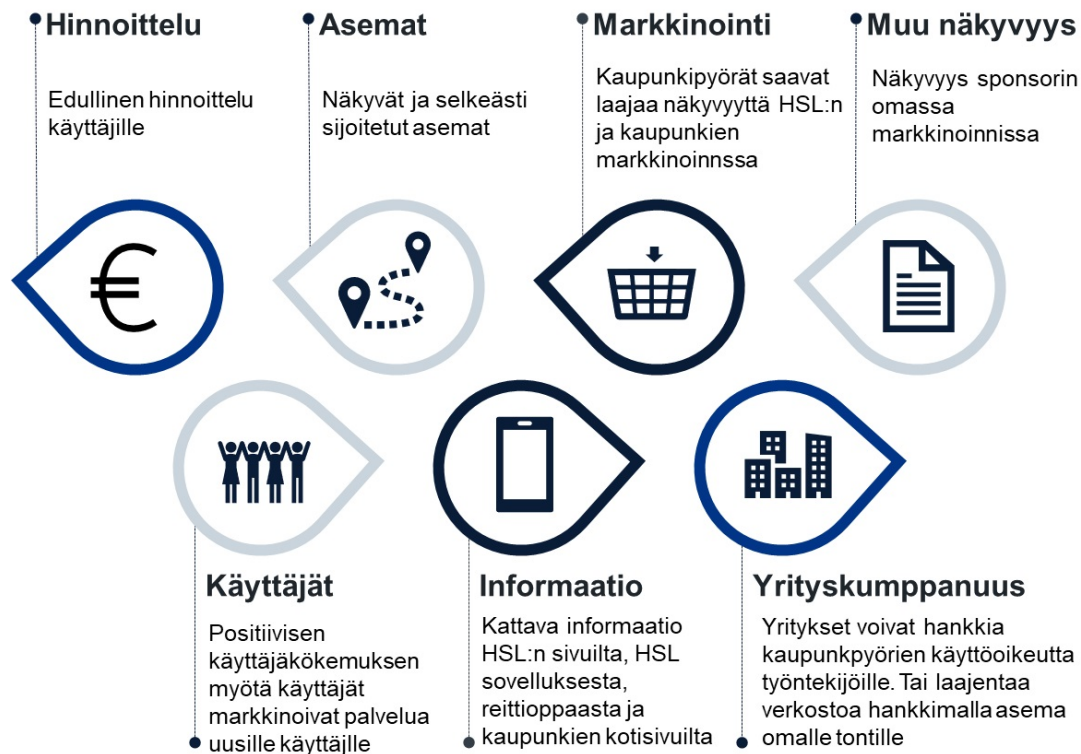 Hinnoittelu
Edullinen hinnoittelu
käyttäjille
Asemat
Näkyvät ja selkeästi
sijoitetut asemat
Markkinointi
Kaupunkipyörät saavat
laajaa näkyvyyttä HSL:n
ja kaupunkien
markkinoinnssa
Muu näkyvyys
Näkyvyys sponsorin
omassa
markkinoinnissa
€
Käyttäjät
Positiivisen
käyttäjäkökemuksen
myötä käyttäjät
markkinoivat palvelua
uusille käyttäjlle
Informaatio
Kattava informaatio
HSL:n sivuilta, HSL
sovelluksesta,
reittioppaasta ja
kaupunkien kotisivuilta
Yrityskumppanuus
Yritykset voivat hankkia
kaupunkpyörien käyttöoikeutta
työntekijöille. Tai laajentaa
verkostoa hankkimalla asema
omalle tontille